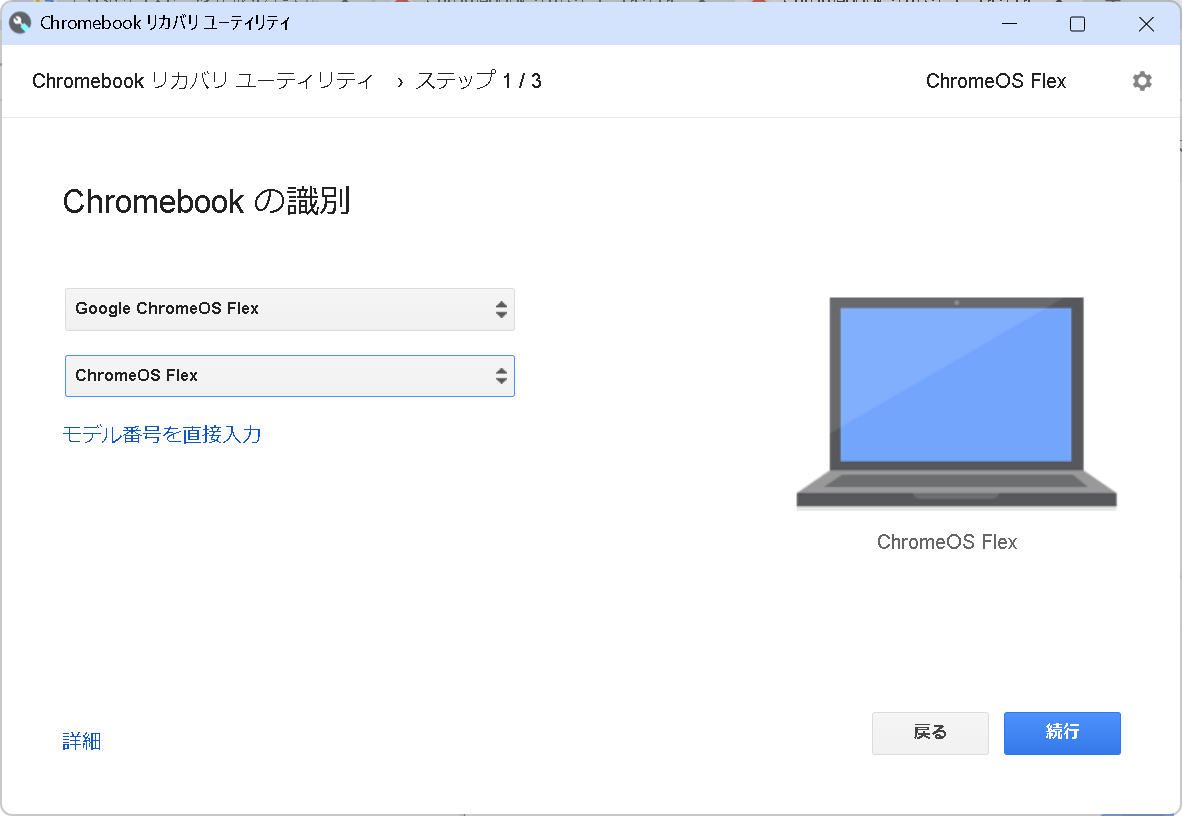 Chromebook リカバリ ユーティリティ
Chromebook リカバリ ユーティリティ › ステップ 1 / 3
ChromeOS Flex
Chromebook の識別
Google ChromeOS Flex
ChromeOS Flex
モデル番号を直接入力
ChromeOS Flex
詳細
戻る
続行